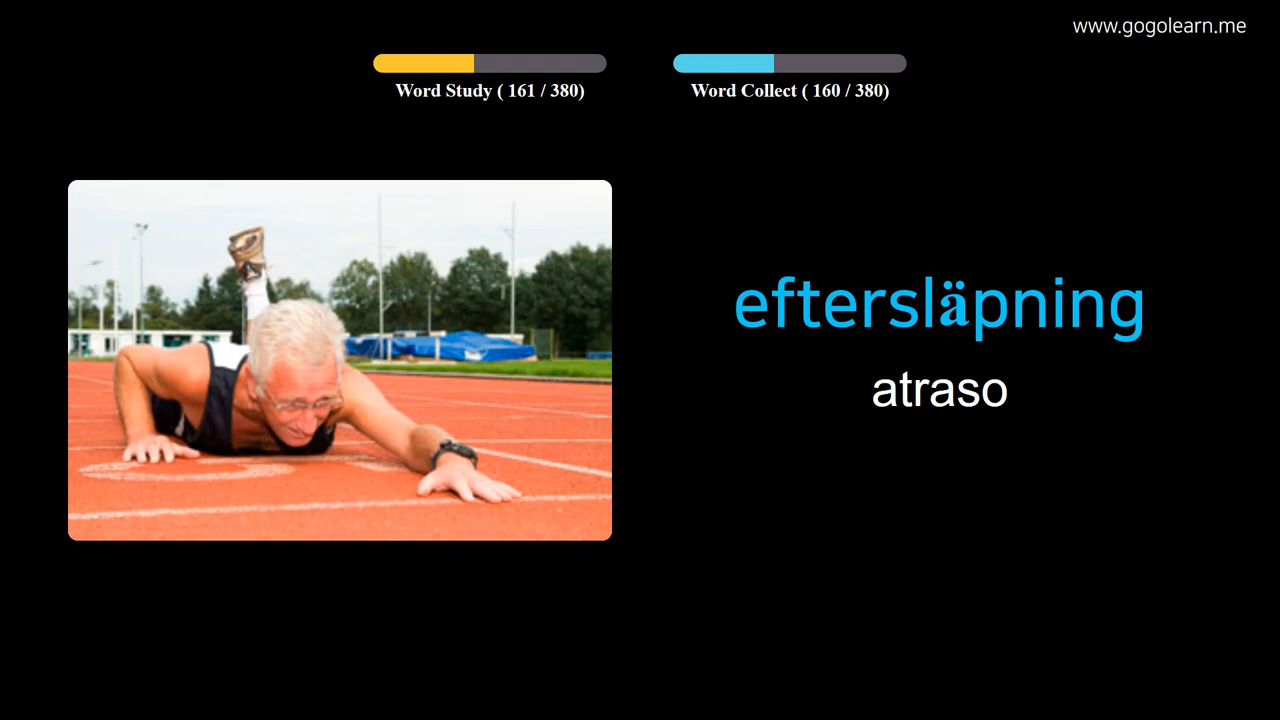 www.gogolearn.me
Word Study ( 161 / 380)
Word Collect ( 160 / 380)
eftersläpning
atraso